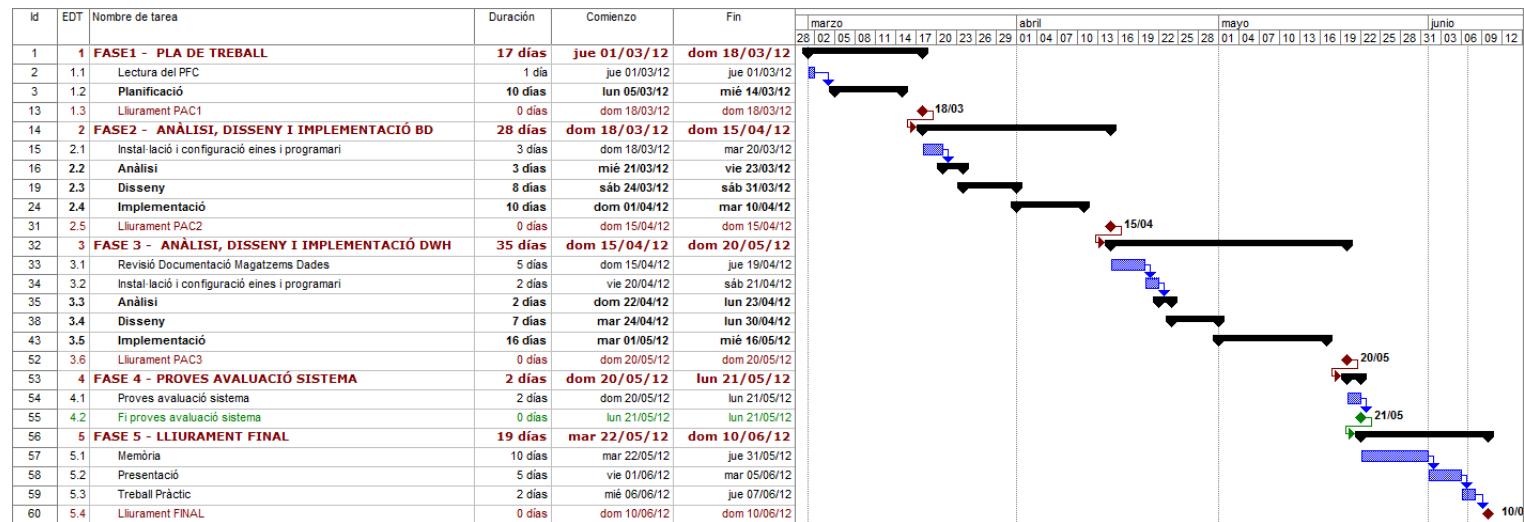 Id EDT Nombre de tarea Duración Comienzo Fin
marzo abril mayo junio
28 02 05 08 11 14 17 20 23 26 29 01 04 07 10 13 16 19 22 25 28 01 04 07 10 13 16 19 22 25 28 31 03 06 09 12
1 1 FASE1 - PLA DE TREBALL 17 días jue 01/03/12 dom 18/03/12
2 1.1 Lectura del PFC 1 día jue 01/03/12 jue 01/03/12
3 1.2 Planificació 10 días lun 05/03/12 mié 14/03/12
13 1.3 Lliurament PAC1 0 días dom 18/03/12 dom 18/03/12 18/03
14 2 FASE2 - ANÀLISI, DISSENY I IMPLEMENTACIÓ BD 28 días dom 18/03/12 dom 15/04/12
15 2.1 Instal·lació i configuració eines i programari 3 días dom 18/03/12 mar 20/03/12
16 2.2 Anàlisi 3 días mié 21/03/12 vie 23/03/12
19 2.3 Disseny 8 días sáb 24/03/12 sáb 31/03/12
24 2.4 Implementació 10 días dom 01/04/12 mar 10/04/12
31 2.5 Lliurament PAC2 0 días dom 15/04/12 dom 15/04/12 15/04
32 3 FASE 3 - ANÀLISI, DISSENY I IMPLEMENTACIÓ DWH 35 días dom 15/04/12 dom 20/05/12
33 3.1 Revisió Documentació Magatzems Dades 5 días dom 15/04/12 jue 19/04/12
34 3.2 Instal·lació i configuració eines i programari 2 días vie 20/04/12 sáb 21/04/12
35 3.3 Anàlisi 2 días dom 22/04/12 lun 23/04/12
38 3.4 Disseny 7 días mar 24/04/12 lun 30/04/12
43 3.5 Implementació 16 días mar 01/05/12 mié 16/05/12
52 3.6 Lliurament PAC3 0 días dom 20/05/12 dom 20/05/12 20/05
53 4 FASE 4 - PROVES AVALUACIÓ SISTEMA 2 días dom 20/05/12 lun 21/05/12
54 4.1 Proves avaluació sistema 2 días dom 20/05/12 lun 21/05/12
55 4.2 Fi proves avaluació sistema 0 días lun 21/05/12 lun 21/05/12 21/05
56 5 FASE 5 - LLIURAMENT FINAL 19 días mar 22/05/12 dom 10/06/12
57 5.1 Memòria 10 días mar 22/05/12 jue 31/05/12
58 5.2 Presentació 5 días vie 01/06/12 mar 05/06/12
59 5.3 Treball Pràctic 2 días mié 06/06/12 jue 07/06/12
60 5.4 Lliurament FINAL 0 días dom 10/06/12 dom 10/06/12 10/0